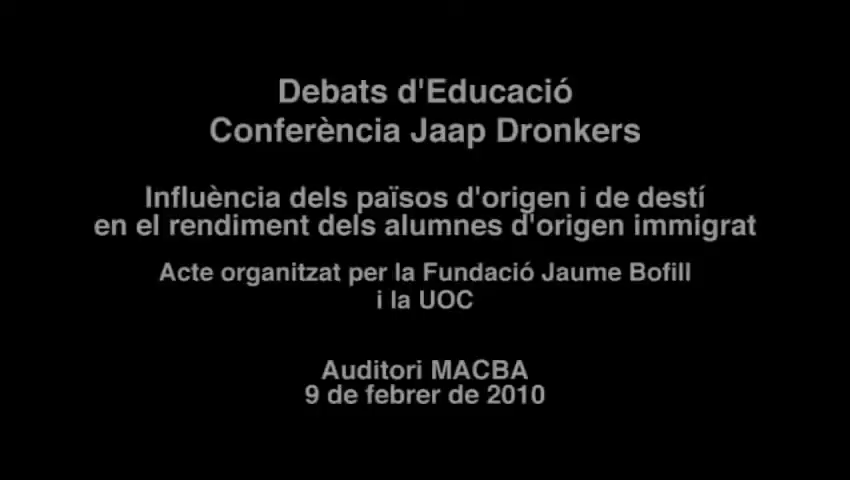 Debats d'Educació
Conferència Jaap Dronkers
Influència dels països d'origen i de destí
en el rendiment dels alumnes d'origen immigrat
Acte organitzat per la Fundació Jaume Bofill
i la UOC
Auditori MACBA
9 de febrer de 2010